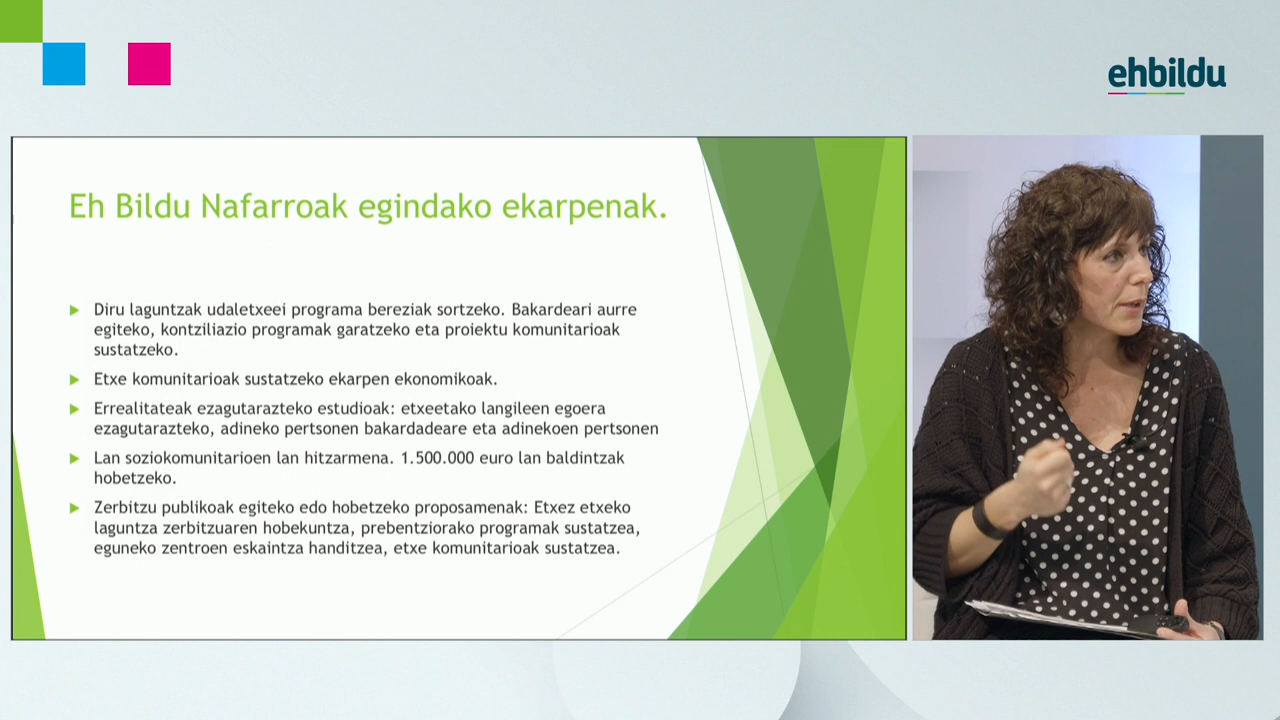 ehbildu
Eh Bildu Nafarroak egindako ekarpenak.
Diru laguntzak udaletxeei programa bereziak sortzeko. Bakardeari aurre
egiteko, kontziliazio programak garatzeko eta proiektu komunitarioak
sustatzeko.
Etxe komunitarioak sustatzeko ekarpen ekonomikoak.
Errealitateak ezagutarazteko estudioak: etxeetako langileen egoera
ezagutarazteko, adineko pertsonen bakardadeare eta adinekoen pertsonen
Lan soziokomunitarioen lan hitzarmena. 1.500.000 euro lan baldintzak
hobetzeko.
Zerbitzu publikoak egiteko edo hobetzeko proposamenak: Etxez etxeko
laguntza zerbitzuaren hobekuntza, prebentziorako programak sustatzea,
eguneko zentroen eskaintza handitzea, etxe komunitarioak sustatzea.